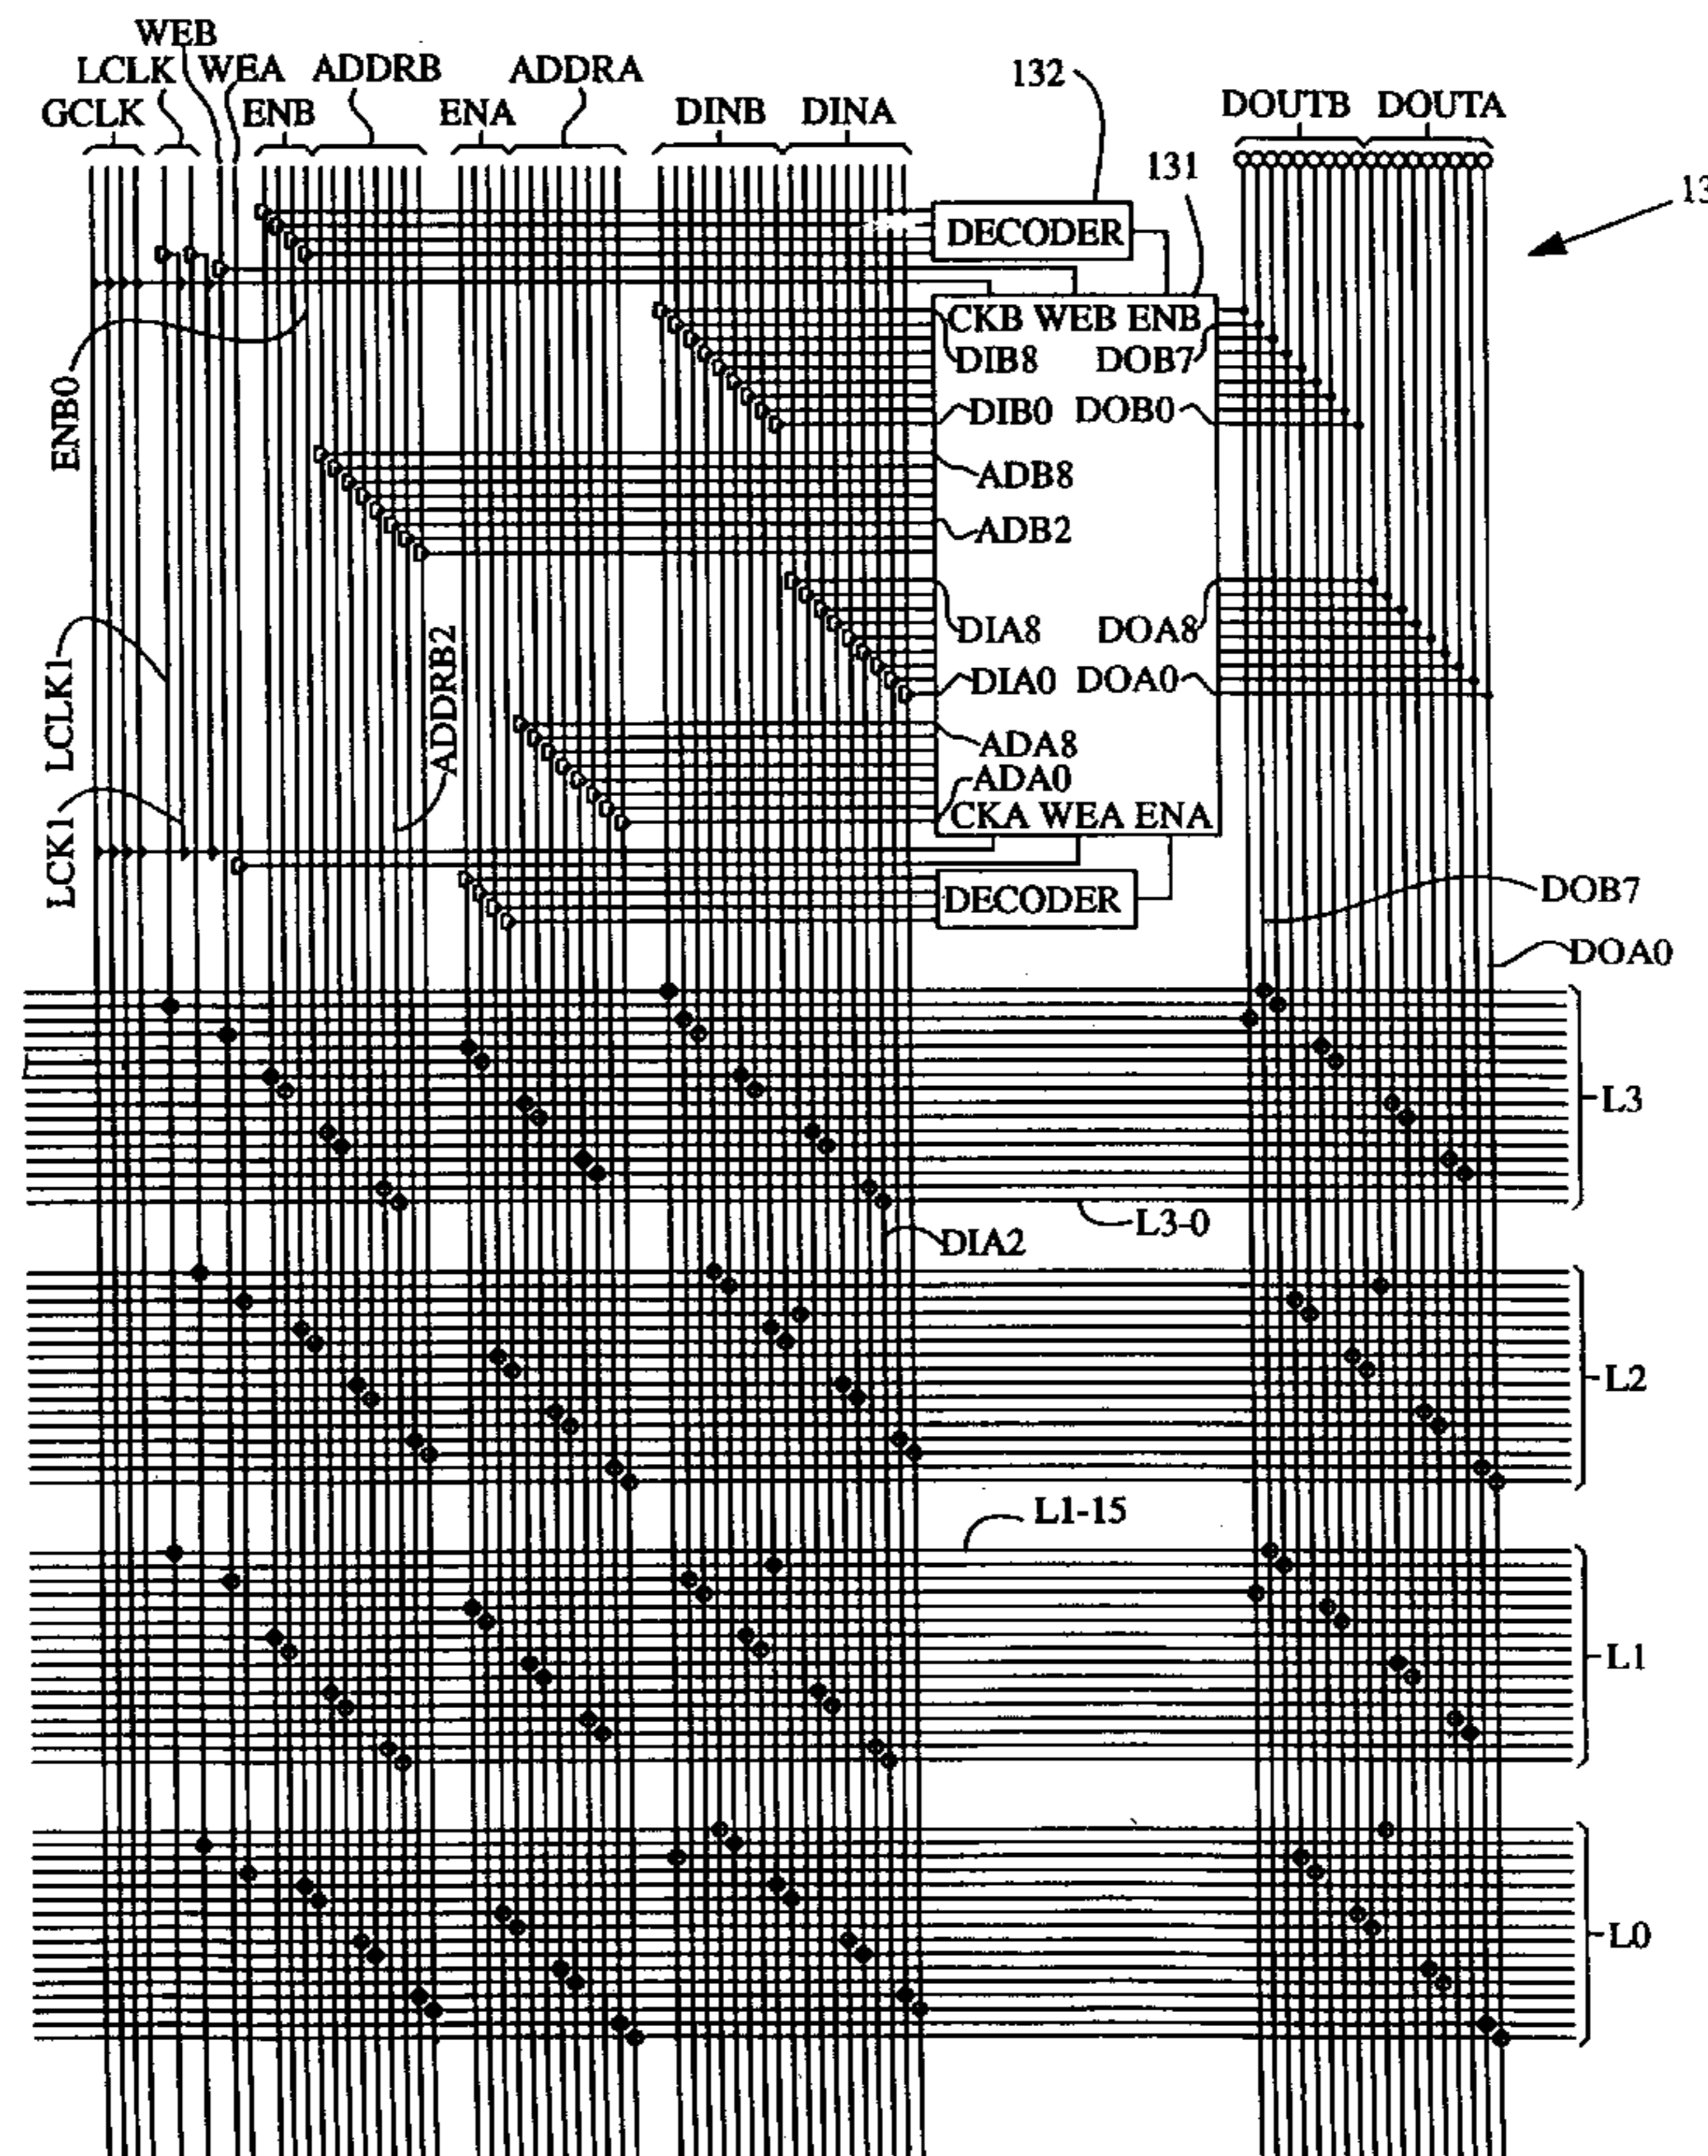 WEB
LCLK WEA ADDRB ADDRA
GCLK ENB ENA DINB DINA
132
DOUTB DOUTA
131
DECODER
CKB WEB ENB
DIB8 DOB7
DIB0 DOB0
ENB0
ADB8
ADB2
DIA8 DOA8
DIA0 DOA0
LCLK1
ADDRB2
ADA8
ADA0
CKA WEA ENA
LCK1
DECODER
DOB7
DOA0
L3
L3-0
DIA2
L2
L1-15
L1
L0